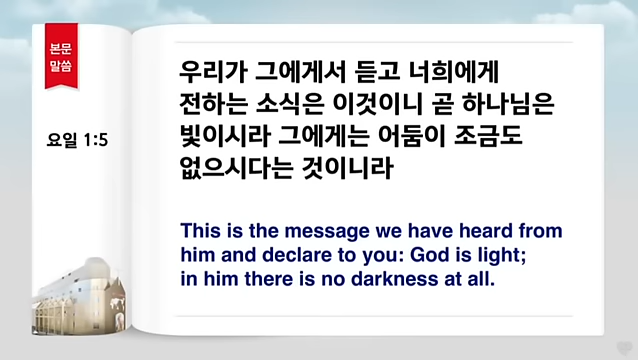 본문
말씀
요일 1:5
우리가 그에게서 듣고 너희에게
전하는 소식은 이것이니 곧 하나님은
빛이시라 그에게는 어둠이 조금도
없으시다는 것이니라
This is the message we have heard from
him and declare to you: God is light;
in him there is no darkness at all.